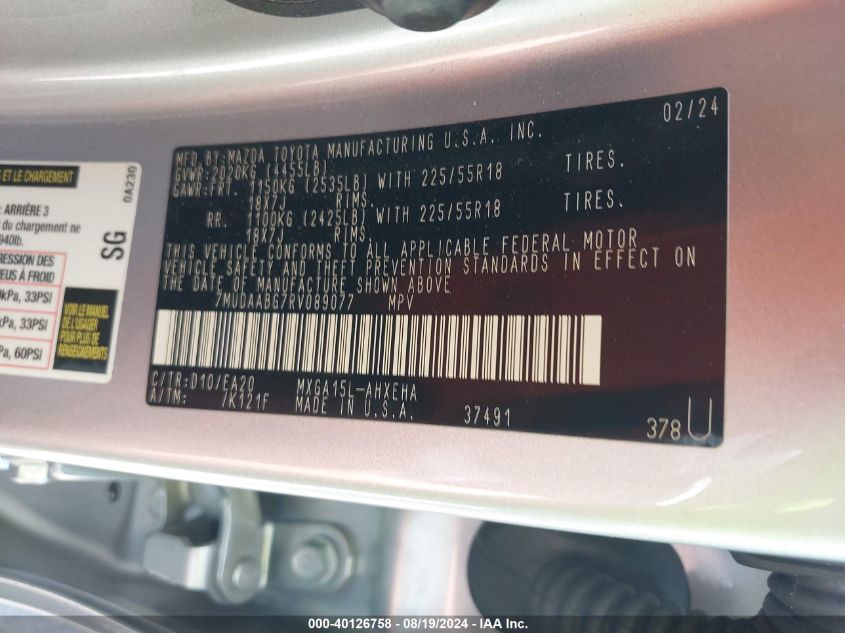 ET LE CHARGEMENT
0A230
: ARRIÈRE 3
du chargement ne
940lb.
SG
RESSION DES
NEUS À FROID
kPa, 33PSI
kPa, 33PSI
Pa, 60PSI
VOIR LE MANUEL
DE L'USAGER
POUR PLUS DE
RENSEIGNEMENTS
02/24
MFD.BY:MAZDA TOYOTA MANUFACTURING U.S.A. INC.
GVWR:2020KG (4455LB)
GAWR:FRT. 1150KG (2535LB) WITH 225/55R18 TIRES.
18X7J RIMS.
RR. 1100KG (2425LB) WITH 225/55R18 TIRES.
18X7J RIMS.
THIS VEHICLE CONFORMS TO ALL APPLICABLE FEDERAL MOTOR
VEHICLE SAFETY AND THEFT PREVENTION STANDARDS IN EFFECT ON
THE DATE OF MANUFACTURE SHOWN ABOVE
7MUDAABG7RV089077 MPV
C/TR:D10/EA20 MXGA15L-AHXEHA
A/TM: /K121F MADE IN U.S.A. 37491
378 U
000-40126758 - 08/19/2024 - IAA, Inc.